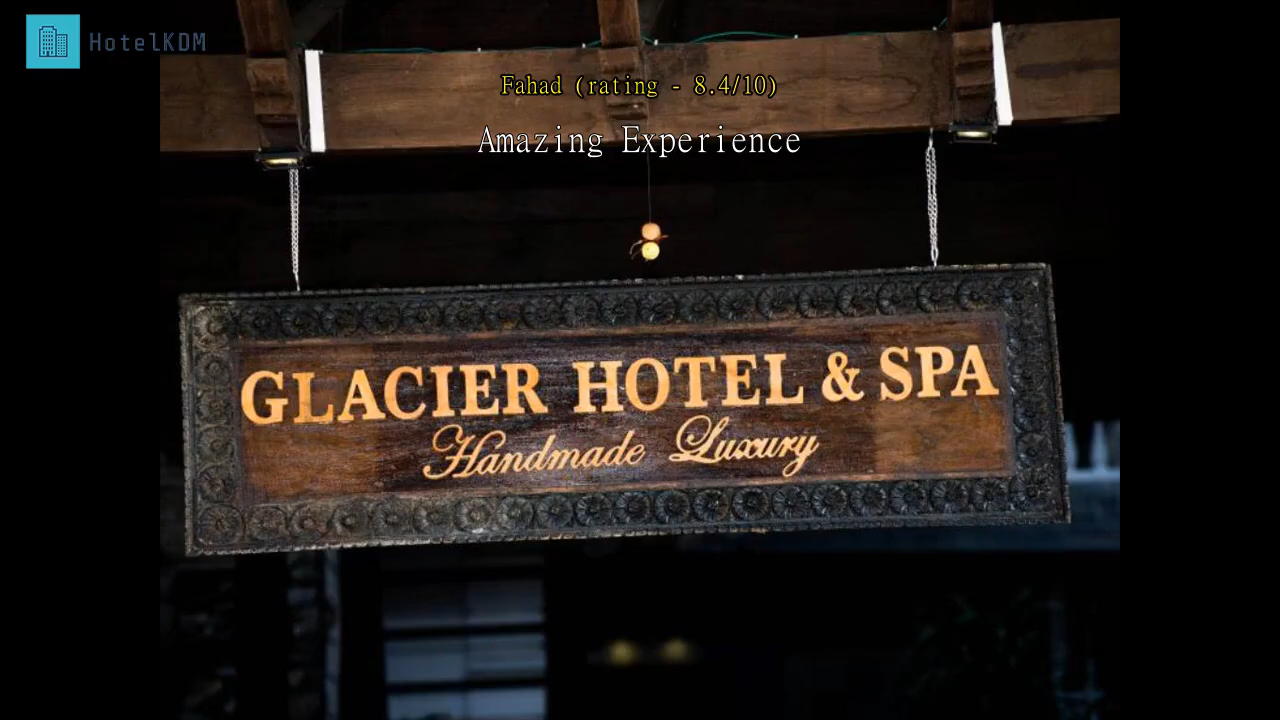 HotelKDM
Fahad (rating - 8.4/10)
Amazing Experience
GLACIER HOTEL & SPA
Handmade Luxury